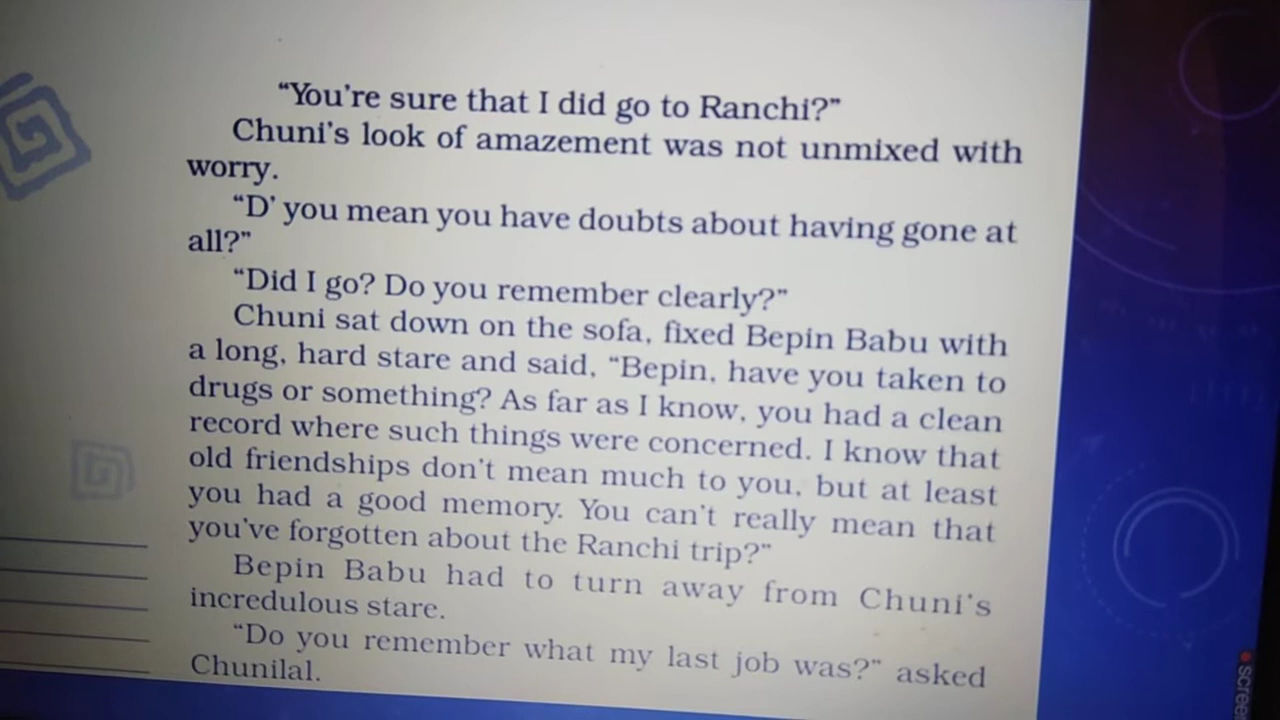 “You're sure that I did go to Ranchi?”
Chuni's look of amazement was not unmixed with
worry.
“D' you mean you have doubts about having gone at
all?”
“Did I go? Do you remember clearly?”
Chuni sat down on the sofa, fixed Bepin Babu with
a long, hard stare and said, “Bepin, have you taken to
drugs or something? As far as I know, you had a clean
record where such things were concerned. I know that
old friendships don't mean much to you, but at least
you had a good memory. You can't really mean that
you've forgotten about the Ranchi trip?”
Bepin Babu had to turn away from Chuni's
incredulous stare.
“Do you remember what my last job was?” asked
Chunilal.
scree